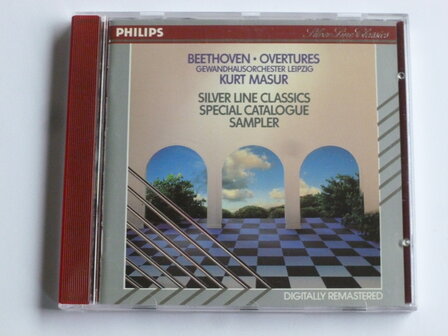 PHILIPS
Silver Line Classics
BEETHOVEN · OVERTURES
GEWANDHAUSORCHESTER LEIPZIG
KURT MASUR
SILVER LINE CLASSICS
SPECIAL CATALOGUE
SAMPLER
DIGITALLY REMASTERED